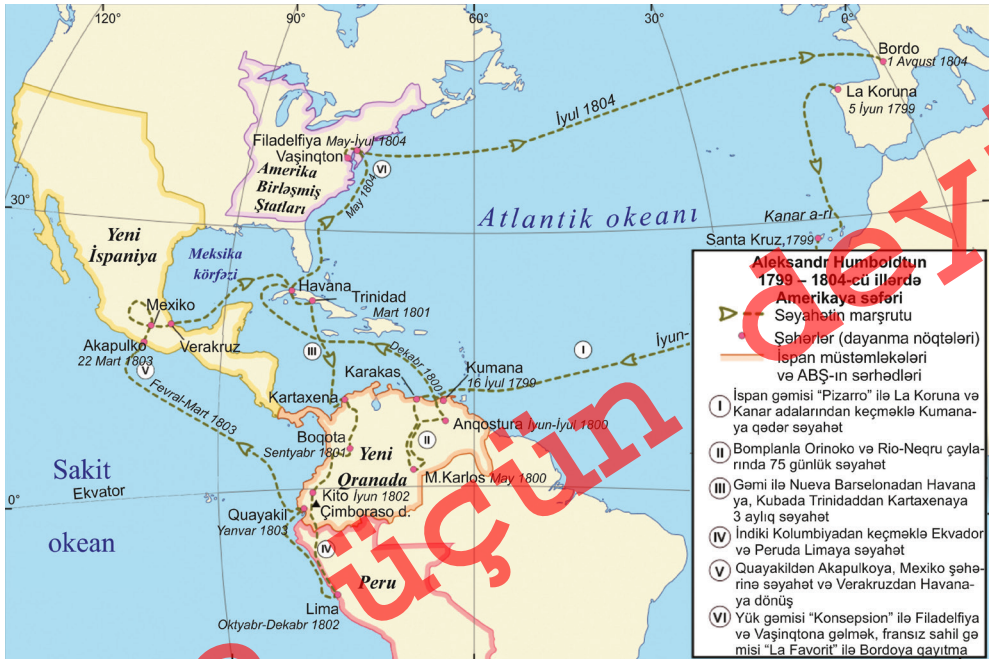 120°
90°
60°
30°
0°
Bordo
1 Avqust 1804
La Koruna
5 İyun 1799
İyul 1804
Filadelfiya May-İyul 1804
Vaşinqton
Amerika
Birləşmiş
Ştatları
VI
May 1804
30°
Atlantik okeanı
Kanar a-rı
Santa Kruz,1799
Yeni
İspaniya
Meksika
körfəzi
Havana
Trinidad
Mart 1801
Mexiko
Akapulko
22 Mart 1803
Verakruz
V
III
I
İyun-
Dekabr 1800
Karakas
Kumana
16 İyul 1799
Kartaxena
Fevral-Mart 1803
Anqostura İyun-İyul 1800
II
Boqota
Sentyabr 1801
Yeni
Qranada
M.Karlos May 1800
Sakit
okean
0°
Ekvator
Kito İyun 1802
Çimboraso d.
Quayakil
Yanvar 1803
IV
Peru
Lima
Oktyabr-Dekabr 1802
Aleksandr Humboldtun
1799 – 1804-cü illərdə
Amerikaya səfəri
Səyahətin marşrutu
Şəhərlər (dayanma nöqtələri)
İspan müstəmləkələri
və ABŞ-ın sərhədləri
I İspan gəmisi “Pizarro” ilə La Koruna və
Kanar adalarından keçməklə Kumana-
ya qədər səyahət
II Bomplanla Orinoko və Rio-Neqru çayla-
rında 75 günlük səyahət
III Gəmi ilə Nueva Barselonadan Havana
ya, Kubada Trinidaddan Kartaxenaya
3 aylıq səyahət
IV İndiki Kolumbiyadan keçməklə Ekvador
və Peruda Limaya səyahət
V Quayakildən Akapulkoya, Mexiko şəhə-
rinə səyahət və Verakruzdan Havana-
ya dönüş
VI Yük gəmisi “Konsepsion” ilə Filadelfiya
və Vaşinqtona gəlmək, fransız sahil gə
misi “La Favorit” ilə Bordoya qayıtma
üçün
dey